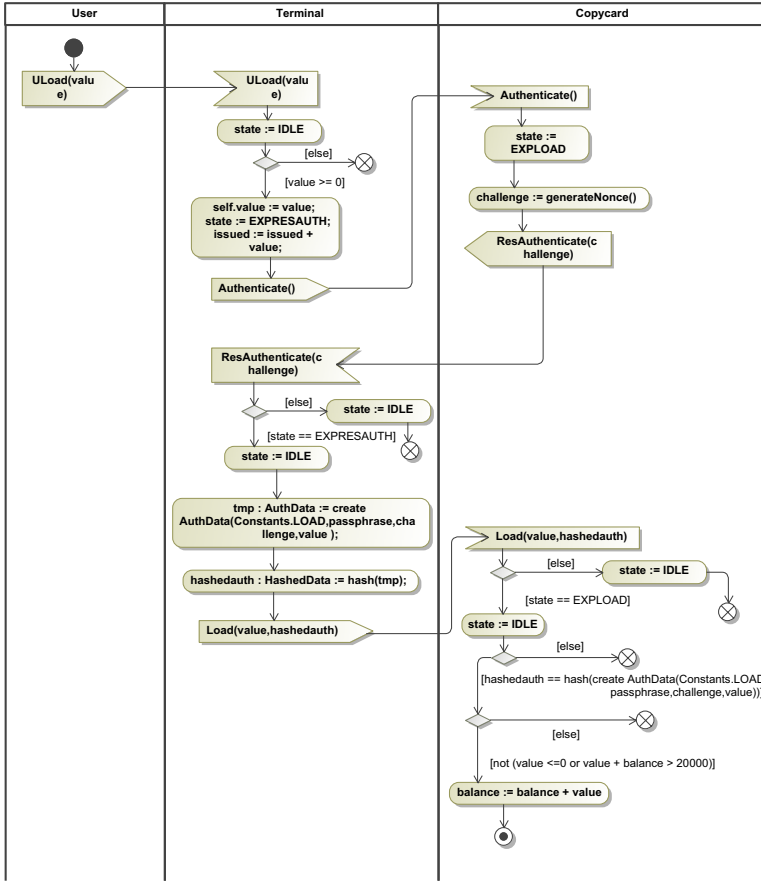 User
Terminal
Copycard
ULoad(valu
e)
ULoad(valu
e)
state := IDLE
[else]
[value >= 0]
self.value := value;
state := EXPRESAUTH;
issued := issued +
value;
Authenticate()
Authenticate()
state :=
EXPLOAD
challenge := generateNonce()
ResAuthenticate(c
hallenge)
ResAuthenticate(c
hallenge)
[else]
state := IDLE
[state == EXPRESAUTH]
state := IDLE
tmp : AuthData := create
AuthData(Constants.LOAD,passphrase,cha
llenge,value );
hashedauth : HashedData := hash(tmp);
Load(value,hashedauth)
Load(value,hashedauth)
[else]
state := IDLE
[state == EXPLOAD]
state := IDLE
[else]
[hashedauth == hash(create AuthData(Constants.LOAD
passphrase,challenge,value))]
[else]
[not (value <=0 or value + balance > 20000)]
balance := balance + value